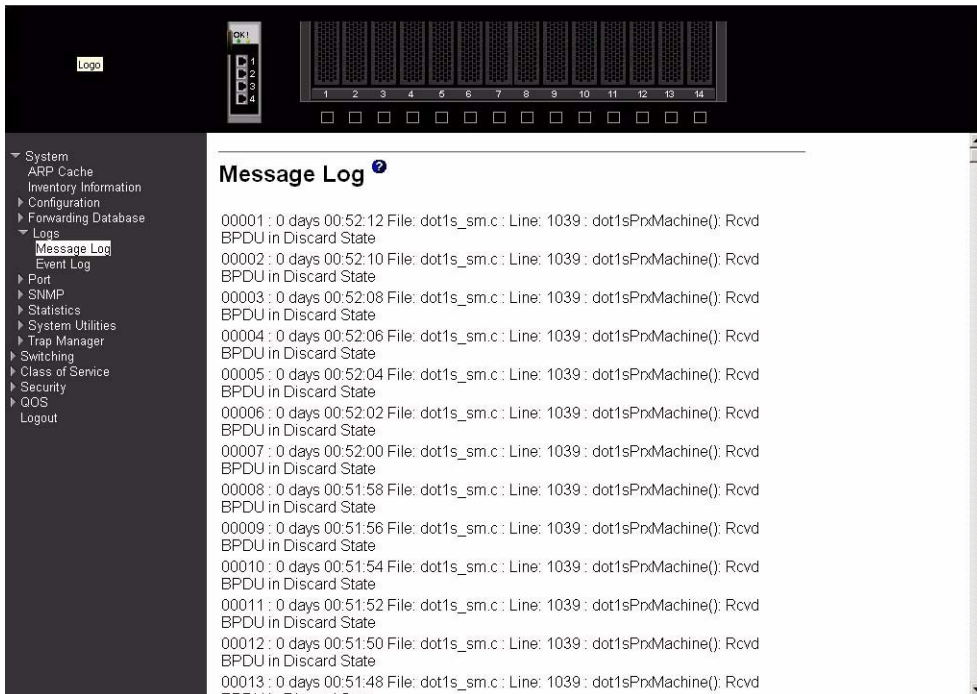 Logo
OK!
1
2
3
4
1 2 3 4 5 6 7 8 9 10 11 12 13 14
System
ARP Cache
Inventory Information
Configuration
Forwarding Database
Logs
Message Log
Event Log
Port
SNMP
Statistics
System Utilities
Trap Manager
Switching
Class of Service
Security
QOS
Logout
Message Log ?
00001 : 0 days 00:52:12 File: dot1s_sm.c : Line: 1039 : dot1sPrxMachine(): Rcvd
BPDU in Discard State
00002 : 0 days 00:52:10 File: dot1s_sm.c : Line: 1039 : dot1sPrxMachine(): Rcvd
BPDU in Discard State
00003 : 0 days 00:52:08 File: dot1s_sm.c : Line: 1039 : dot1sPrxMachine(): Rcvd
BPDU in Discard State
00004 : 0 days 00:52:06 File: dot1s_sm.c : Line: 1039 : dot1sPrxMachine(): Rcvd
BPDU in Discard State
00005 : 0 days 00:52:04 File: dot1s_sm.c : Line: 1039 : dot1sPrxMachine(): Rcvd
BPDU in Discard State
00006 : 0 days 00:52:02 File: dot1s_sm.c : Line: 1039 : dot1sPrxMachine(): Rcvd
BPDU in Discard State
00007 : 0 days 00:52:00 File: dot1s_sm.c : Line: 1039 : dot1sPrxMachine(): Rcvd
BPDU in Discard State
00008 : 0 days 00:51:58 File: dot1s_sm.c : Line: 1039 : dot1sPrxMachine(): Rcvd
BPDU in Discard State
00009 : 0 days 00:51:56 File: dot1s_sm.c : Line: 1039 : dot1sPrxMachine(): Rcvd
BPDU in Discard State
00010 : 0 days 00:51:54 File: dot1s_sm.c : Line: 1039 : dot1sPrxMachine(): Rcvd
BPDU in Discard State
00011 : 0 days 00:51:52 File: dot1s_sm.c : Line: 1039 : dot1sPrxMachine(): Rcvd
BPDU in Discard State
00012 : 0 days 00:51:50 File: dot1s_sm.c : Line: 1039 : dot1sPrxMachine(): Rcvd
BPDU in Discard State
00013 : 0 days 00:51:48 File: dot1s_sm.c : Line: 1039 : dot1sPrxMachine(): Rcvd